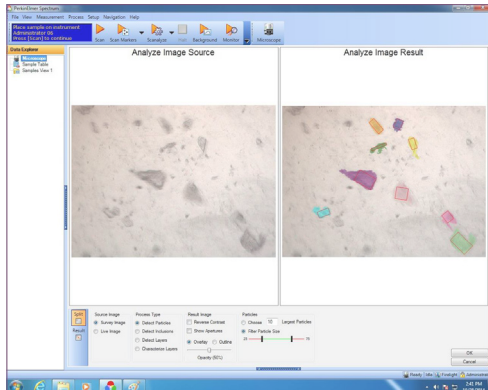 PerkinElmer Spectrum
File View Measurement Process Setup Navigation Help
Place sample on instrument
Administrator 06
Press [Scan] to continue
Scan Scan Markers Scanalyze Background Monitor Microscope
Data Explorer
Microscope
Sample Table
Samples View 1
Analyze Image Source
Analyze Image Result
Split
Result
Source Image
Survey Image
Live Image
Process Type
Detect Particles
Detect Inclusions
Detect Layers
Characterize Layers
Result Image
Reverse Contrast
Show Apertures
Overlay Outline
Opacity (50%)
Particles
Choose 10 Largest Particles
Filter Particle Size
OK
Cancel
Ready Idle Firelight Administrator
2:41 PM